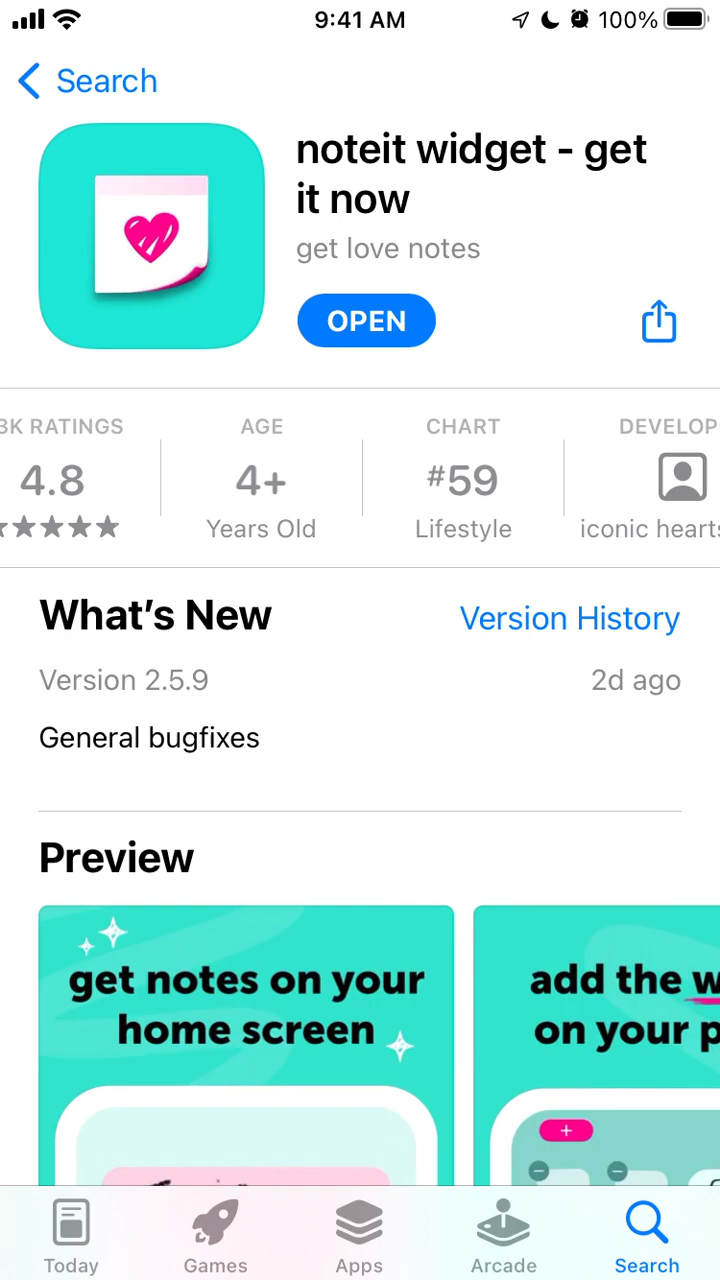 9:41 AM
100%
Search
noteit widget - get
it now
get love notes
OPEN
3K RATINGS
AGE
CHART
DEVELOP
4.8
4+
#59
Years Old
Lifestyle
iconic hearts
What's New
Version History
Version 2.5.9
2d ago
General bugfixes
Preview
get notes on your
home screen
add the w
on your p
Today
Games
Apps
Arcade
Search